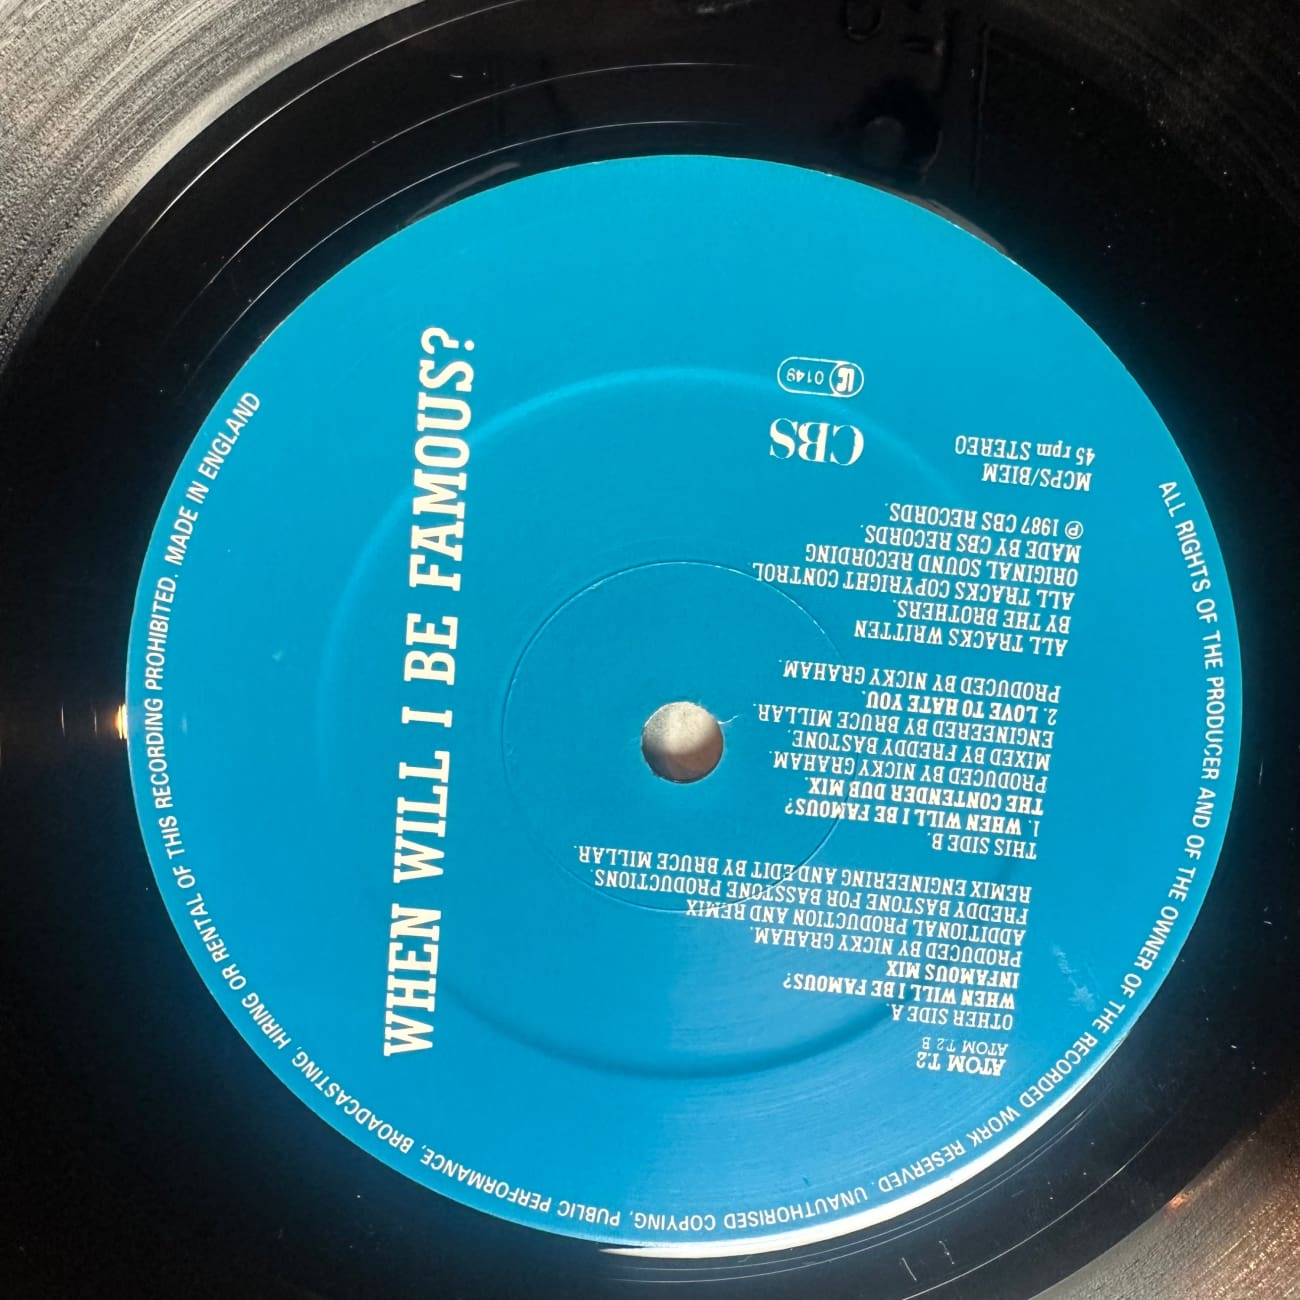 WHEN WILL I BE FAMOUS?
ATOM T.2
ATOM T.2 B
OTHER SIDE A.
WHEN WILL I BE FAMOUS?
INFAMOUS MIX
PRODUCED BY NICKY GRAHAM.
ADDITIONAL PRODUCTION AND REMIX
FREDDY BASTONE FOR BASSTONE PRODUCTIONS.
REMIX ENGINEERING AND EDIT BY BRUCE MILLAR.
THIS SIDE B.
1. WHEN WILL I BE FAMOUS?
THE CONTENDER DUB MIX.
PRODUCED BY NICKY GRAHAM.
MIXED BY FREDDY BASTONE,
ENGINEERED BY BRUCE MILLAR.
2. LOVE TO HATE YOU.
PRODUCED BY NICKY GRAHAM.
ALL TRACKS WRITTEN
BY THE BROTHERS.
ALL TRACKS COPYRIGHT CONTROL
ORIGINAL SOUND RECORDING
MADE BY CBS RECORDS.
℗ 1987 CBS RECORDS.
MCPS/BIEM
45 rpm STEREO
CBS
LC 0149
ALL RIGHTS OF THE PRODUCER AND OF THE OWNER OF THE RECORDED WORK RESERVED. UNAUTHORISED COPYING, PUBLIC PERFORMANCE, BROADCASTING, HIRING OR RENTAL OF THIS RECORDING PROHIBITED. MADE IN ENGLAND